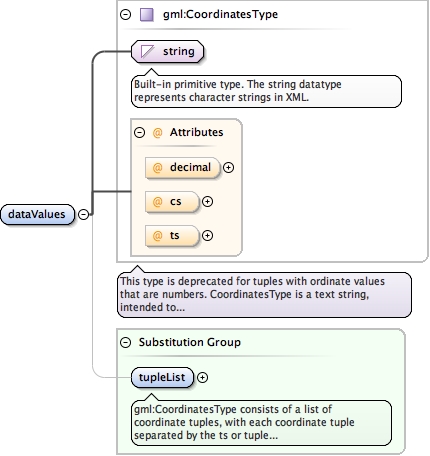 gml:CoordinatesType
string
Built-in primitive type. The string datatype
represents character strings in XML.
@ Attributes
@ decimal
@ cs
@ ts
dataValues
This type is deprecated for tuples with ordinate values
that are numbers. CoordinatesType is a text string,
intended to...
Substitution Group
tupleList
gml:CoordinatesType consists of a list of
coordinate tuples, with each coordinate tuple
separated by the ts or tuple...